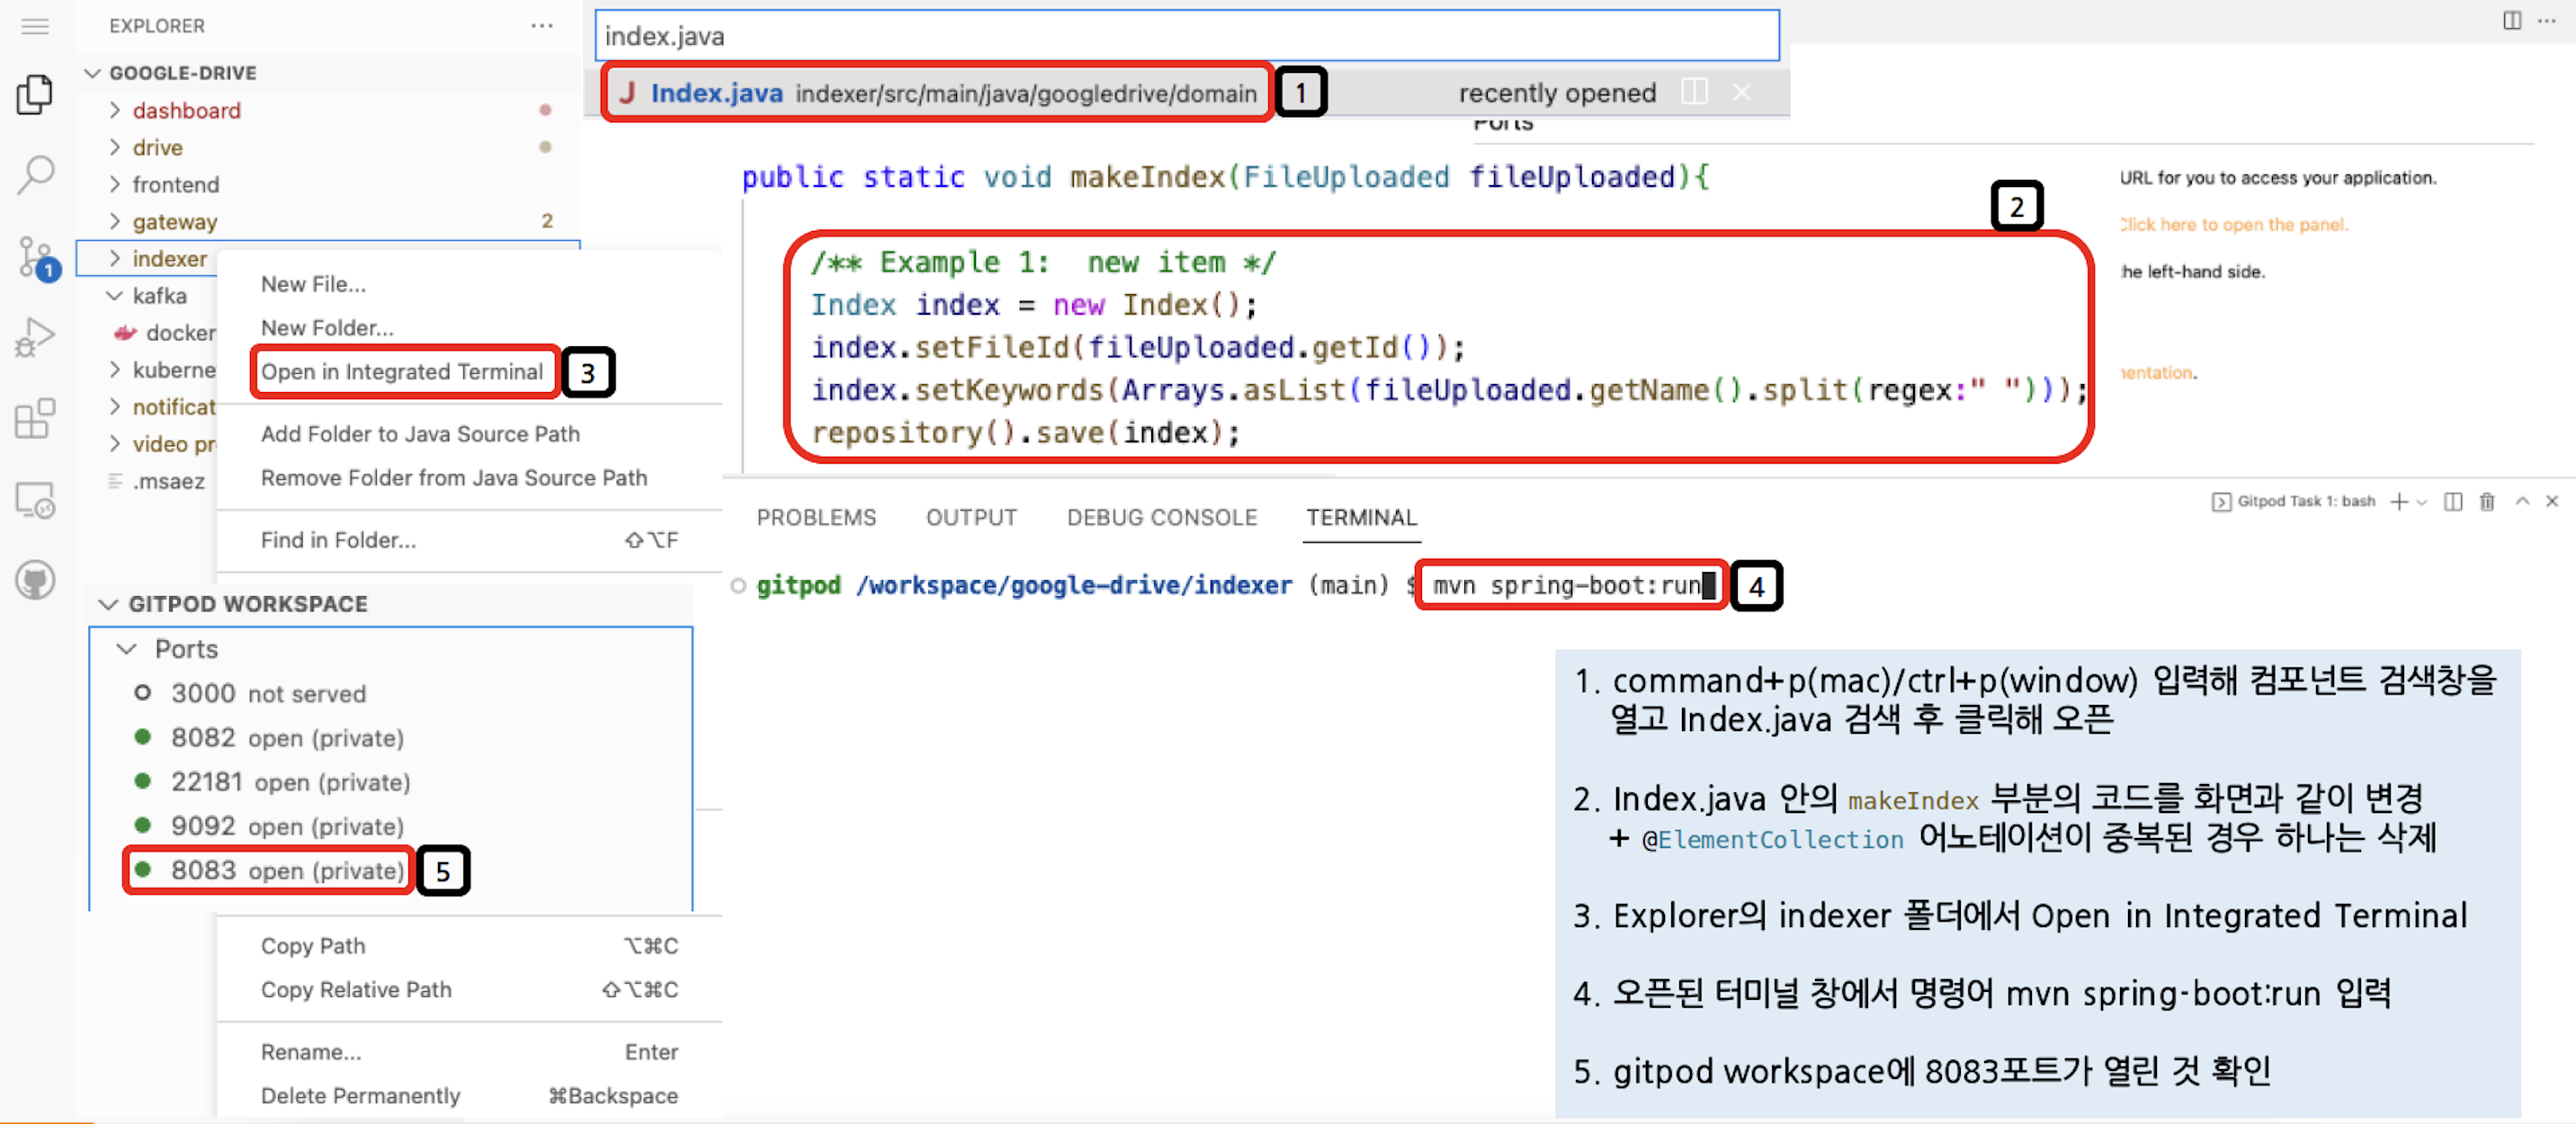 EXPLORER
GOOGLE-DRIVE
dashboard
drive
frontend
gateway 2
indexer
kafka
docker
kuberne
notificat
video pr
.msaez
1
New File...
New Folder...
Open in Integrated Terminal
3
Add Folder to Java Source Path
Remove Folder from Java Source Path
Find in Folder... ⇧⌥F
GITPOD WORKSPACE
Ports
3000 not served
8082 open (private)
22181 open (private)
9092 open (private)
8083 open (private)
5
Copy Path ⌥⌘C
Copy Relative Path ⇧⌥⌘C
Rename... Enter
Delete Permanently ⌘Backspace
index.java
J Index.java indexer/src/main/java/googledrive/domain
1
recently opened
Ports
public static void makeIndex(FileUploaded fileUploaded){
2
/** Example 1:  new item */
Index index = new Index();
index.setFileId(fileUploaded.getId());
index.setKeywords(Arrays.asList(fileUploaded.getName().split(regex:" ")));
repository().save(index);
URL for you to access your application.
Click here to open the panel.
the left-hand side.
nentation.
PROBLEMS OUTPUT DEBUG CONSOLE TERMINAL
Gitpod Task 1: bash
gitpod /workspace/google-drive/indexer (main) $ mvn spring-boot:run
4
1. command+p(mac)/ctrl+p(window) 입력해 컴포넌트 검색창을
열고 Index.java 검색 후 클릭해 오픈
2. Index.java 안의 makeIndex 부분의 코드를 화면과 같이 변경
+ @ElementCollection 어노테이션이 중복된 경우 하나는 삭제
3. Explorer의 indexer 폴더에서 Open in Integrated Terminal
4. 오픈된 터미널 창에서 명령어 mvn spring-boot:run 입력
5. gitpod workspace에 8083포트가 열린 것 확인